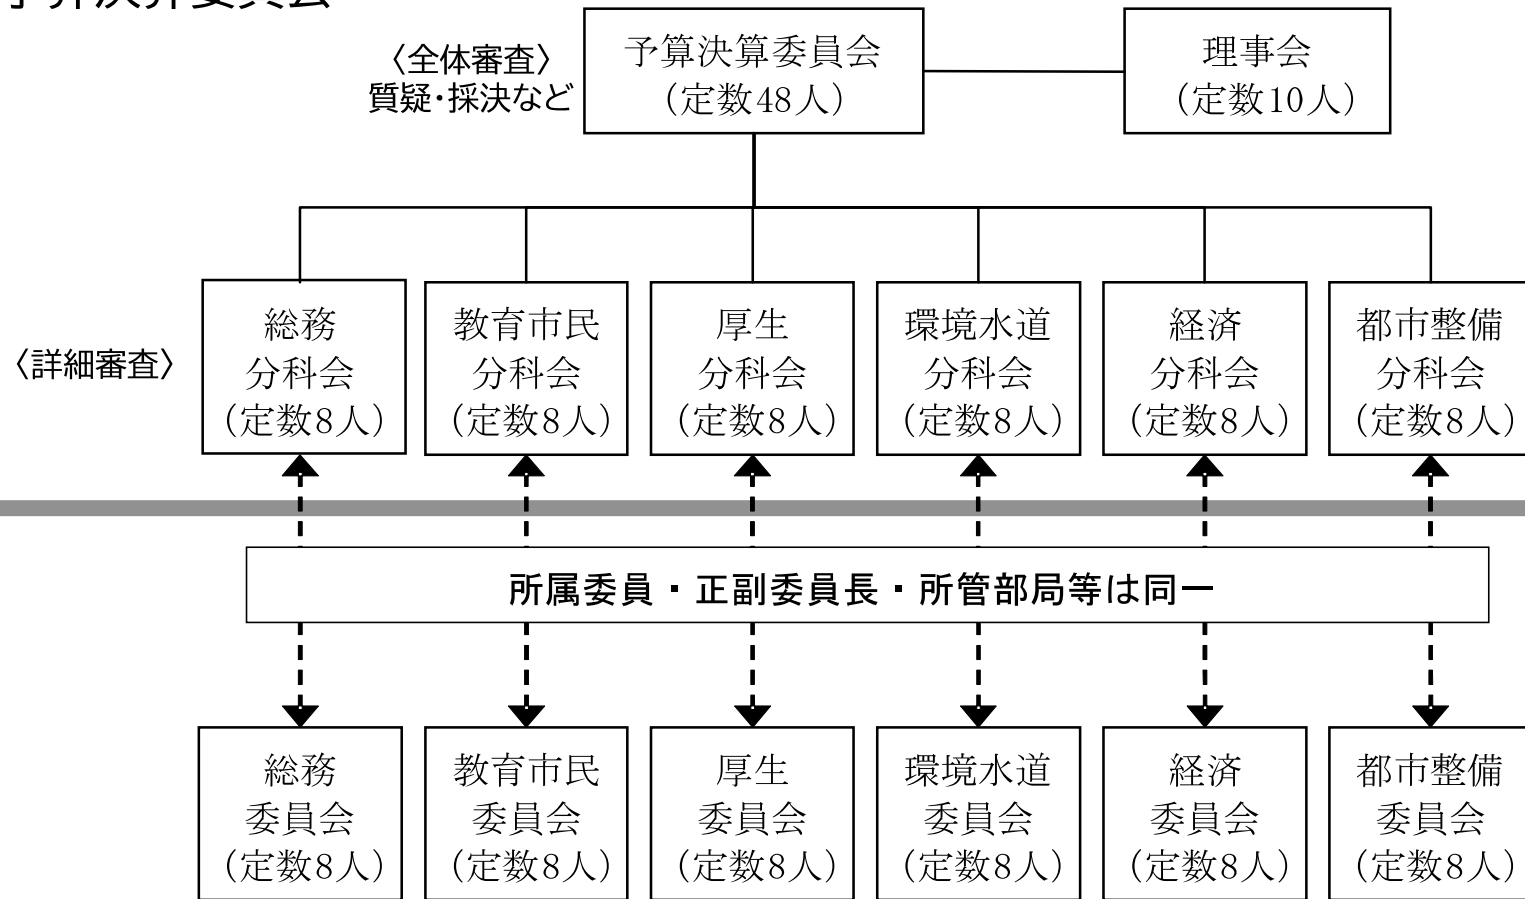 予算決算委員会
〈全体審査〉
質疑・採決など
予算決算委員会
（定数48人）
理事会
（定数10人）
〈詳細審査〉
総務
分科会
（定数8人）
教育市民
分科会
（定数8人）
厚生
分科会
（定数8人）
環境水道
分科会
（定数8人）
経済
分科会
（定数8人）
都市整備
分科会
（定数8人）
所属委員・正副委員長・所管部局等は同一
総務
委員会
（定数8人）
教育市民
委員会
（定数8人）
厚生
委員会
（定数8人）
環境水道
委員会
（定数8人）
経済
委員会
（定数8人）
都市整備
委員会
（定数8人）